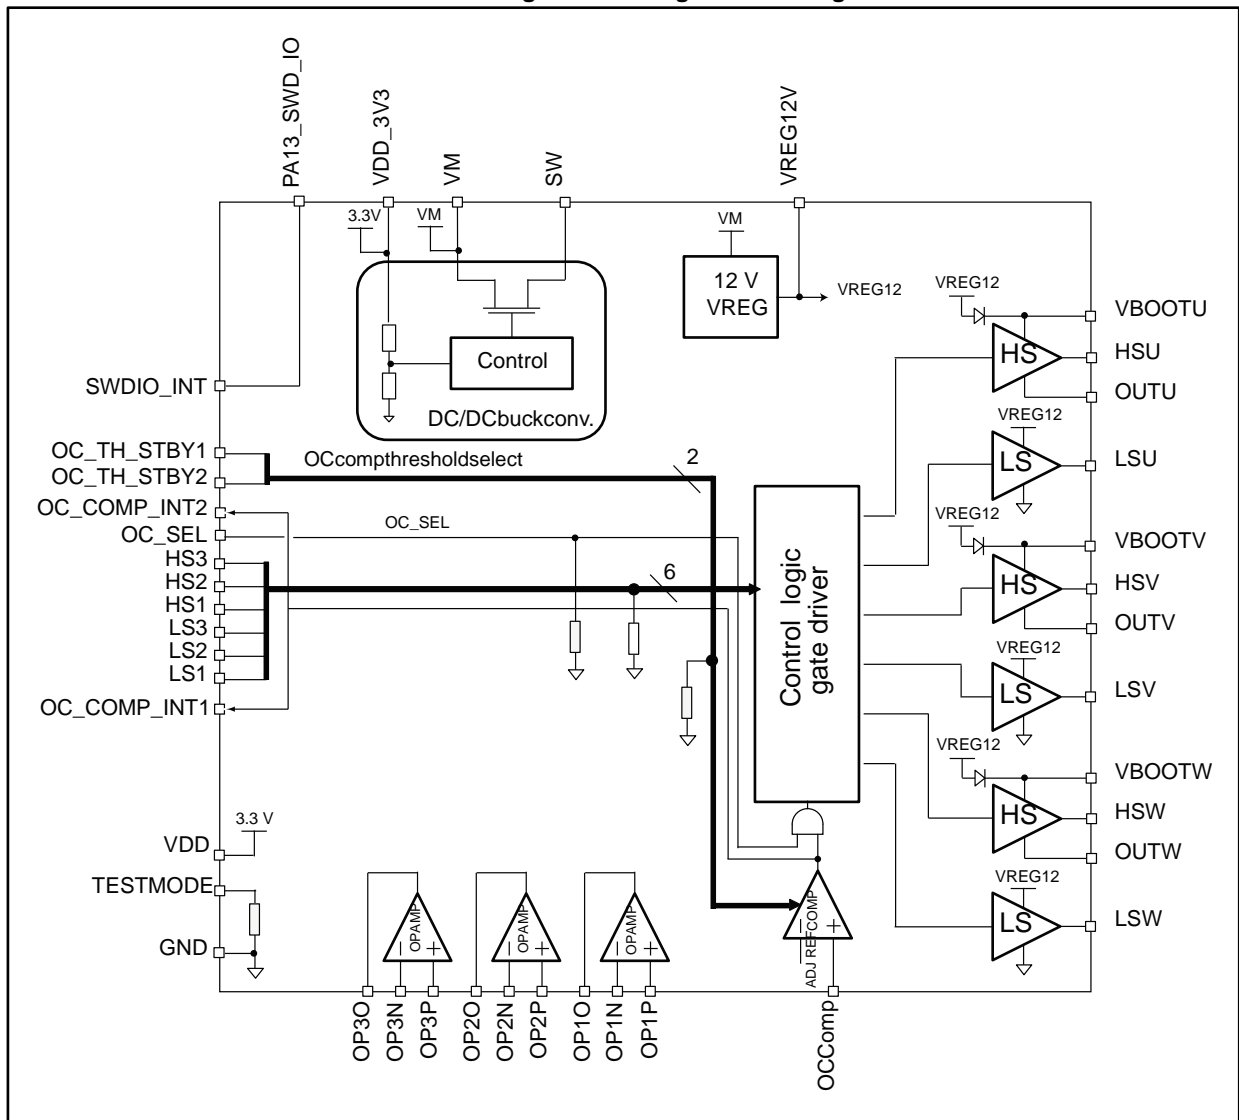 PA13_SWD_IO
VDD_3V3
VM
SW
VREG12V
3.3V
VM
VM
12 V
VREG
VREG12
Control
DC/DCbuckconv.
VREG12
HS
VBOOTU
HSU
OUTU
VREG12
LS
LSU
VREG12
HS
VBOOTV
HSV
OUTV
VREG12
LS
LSV
VREG12
HS
VBOOTW
HSW
OUTW
VREG12
LS
LSW
SWDIO_INT
OC_TH_STBY1
OC_TH_STBY2
OCcompthresholdselect
2
OC_COMP_INT2
OC_SEL
OC_SEL
HS3
HS2
HS1
LS3
LS2
LS1
6
OC_COMP_INT1
Control logic
gate driver
VDD
3.3 V
TESTMODE
GND
OPAMP
OPAMP
OPAMP
ADJ REFCOMP
OP3O
OP3N
OP3P
OP2O
OP2N
OP2P
OP1O
OP1N
OP1P
OCComp